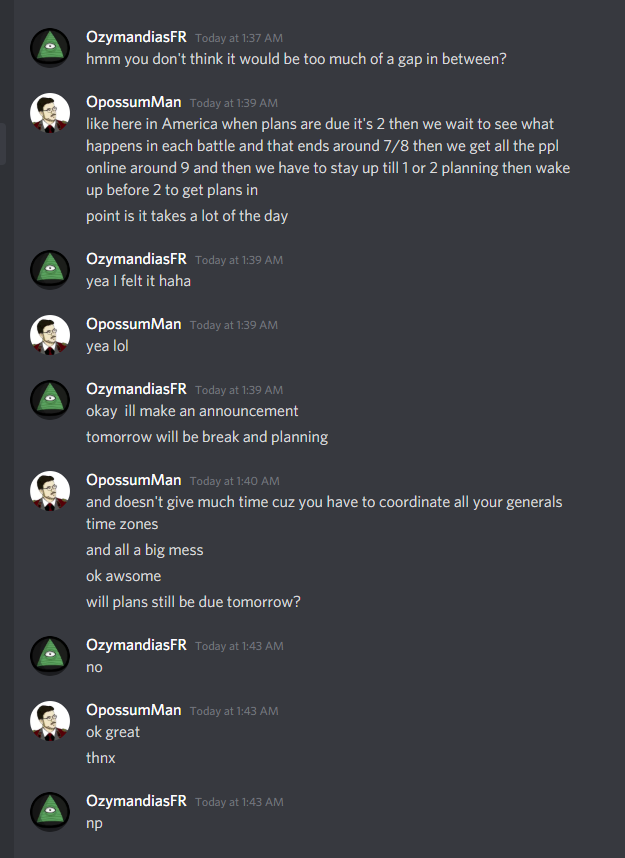 OzymandiasFR Today at 1:37 AM
hmm you don't think it would be too much of a gap in between?
OpossumMan Today at 1:39 AM
like here in America when plans are due it's 2 then we wait to see what
happens in each battle and that ends around 7/8 then we get all the ppl
online around 9 and then we have to stay up till 1 or 2 planning then wake
up before 2 to get plans in
point is it takes a lot of the day
OzymandiasFR Today at 1:39 AM
yea I felt it haha
OpossumMan Today at 1:39 AM
yea lol
OzymandiasFR Today at 1:39 AM
okay ill make an announcement
tomorrow will be break and planning
OpossumMan Today at 1:40 AM
and doesn't give much time cuz you have to coordinate all your generals
time zones
and all a big mess
ok awsome
will plans still be due tomorrow?
OzymandiasFR Today at 1:43 AM
no
OpossumMan Today at 1:43 AM
ok great
thnx
OzymandiasFR Today at 1:43 AM
np